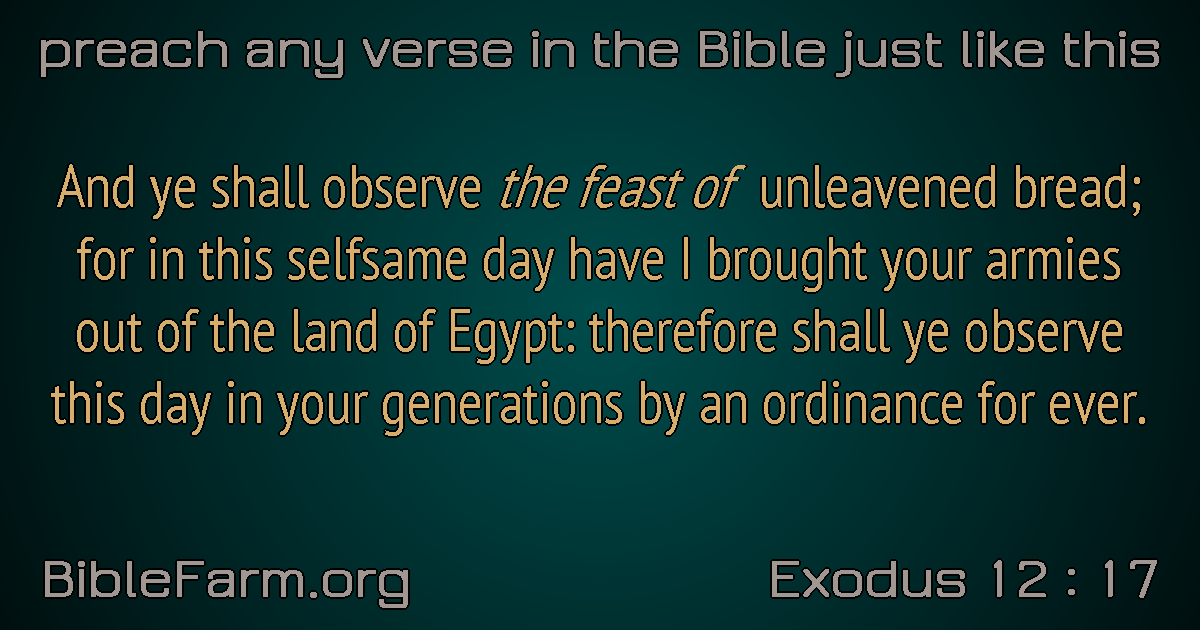 preach any verse in the Bible just like this
And ye shall observe the feast of unleavened bread;
for in this selfsame day have I brought your armies
out of the land of Egypt: therefore shall ye observe
this day in your generations by an ordinance for ever.
BibleFarm.org
Exodus 12 : 17